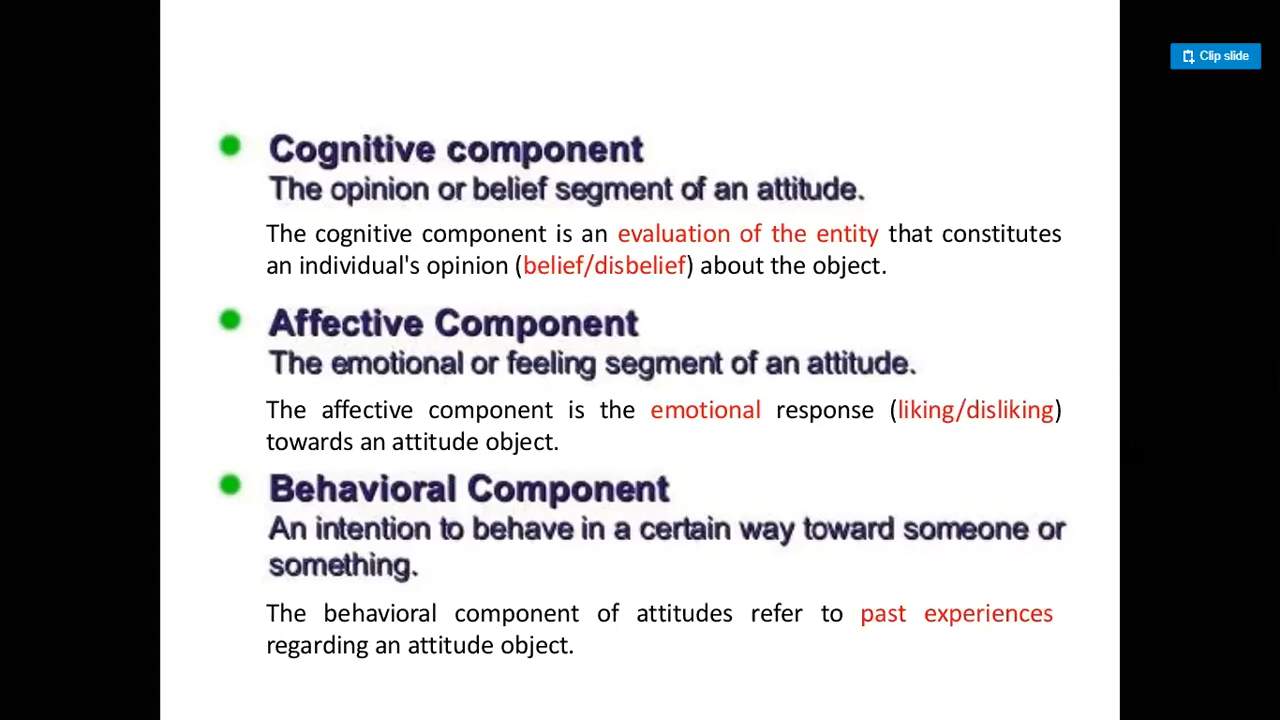 Clip slide
Cognitive component
The opinion or belief segment of an attitude.
The cognitive component is an evaluation of the entity that constitutes
an individual's opinion (belief/disbelief) about the object.
Affective Component
The emotional or feeling segment of an attitude.
The affective component is the emotional response (liking/disliking)
towards an attitude object.
Behavioral Component
An intention to behave in a certain way toward someone or
something.
The behavioral component of attitudes refer to past experiences
regarding an attitude object.